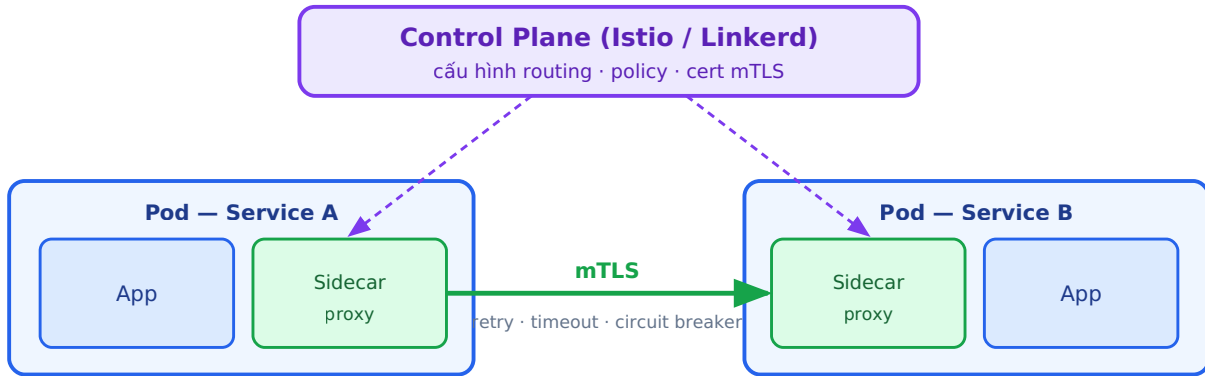 Control Plane (Istio / Linkerd)
cấu hình routing · policy · cert mTLS
Pod — Service A
Pod — Service B
App
Sidecar
proxy
mTLS
retry · timeout · circuit breaker
Sidecar
proxy
App